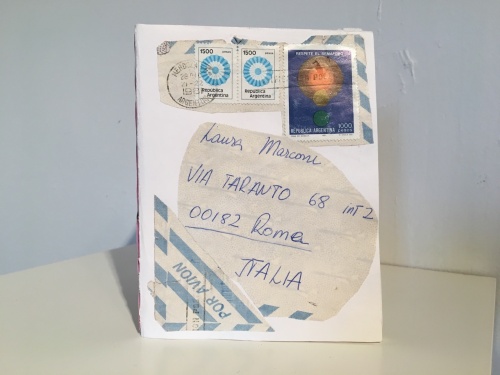 1500 1500
República Argentina República Argentina
REPUBLICA ARGENTINA 1000 pesos
Laura Marconi
VIA TARANTO 68 inT 2
00182 Roma
ITALIA
POR AVION